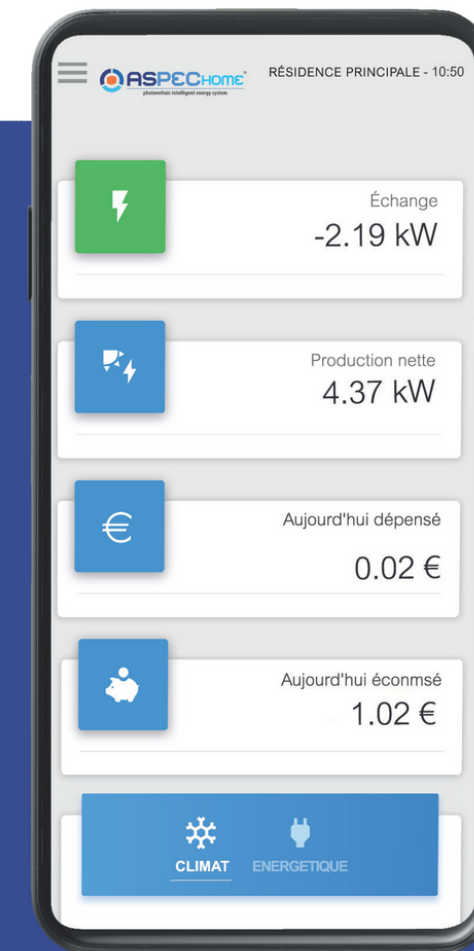 ASPECHOME
photovoltaic intelligent energy system
RÉSIDENCE PRINCIPALE - 10:50
Échange
-2.19 kW
Production nette
4.37 kW
€
Aujourd'hui dépensé
0.02 €
Aujourd'hui éconmsé
1.02 €
CLIMAT ENERGETIQUE